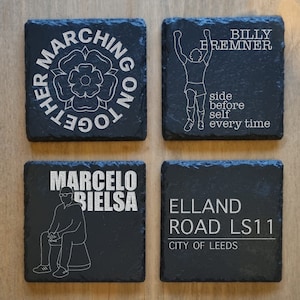 MARCHING ON TOGETHER
BILLY
BREMNER
side
before
self
every time
MARCELO
BIELSA
ELLAND
ROAD LS11
CITY OF LEEDS